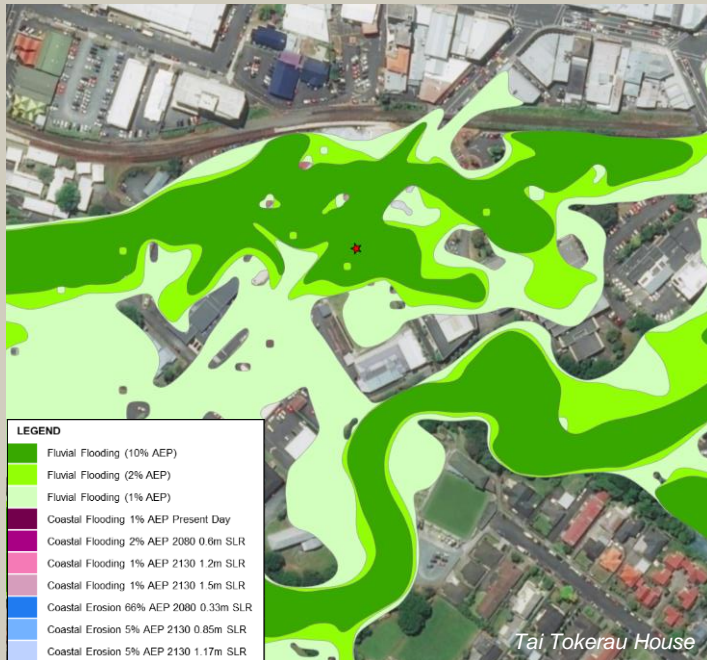 LEGEND
Fluvial Flooding (10% AEP)
Fluvial Flooding (2% AEP)
Fluvial Flooding (1% AEP)
Coastal Flooding 1% AEP Present Day
Coastal Flooding 2% AEP 2080 0.6m SLR
Coastal Flooding 1% AEP 2130 1.2m SLR
Coastal Flooding 1% AEP 2130 1.5m SLR
Coastal Erosion 66% AEP 2080 0.33m SLR
Coastal Erosion 5% AEP 2130 0.85m SLR
Coastal Erosion 5% AEP 2130 1.17m SLR
Tai Tokerau House